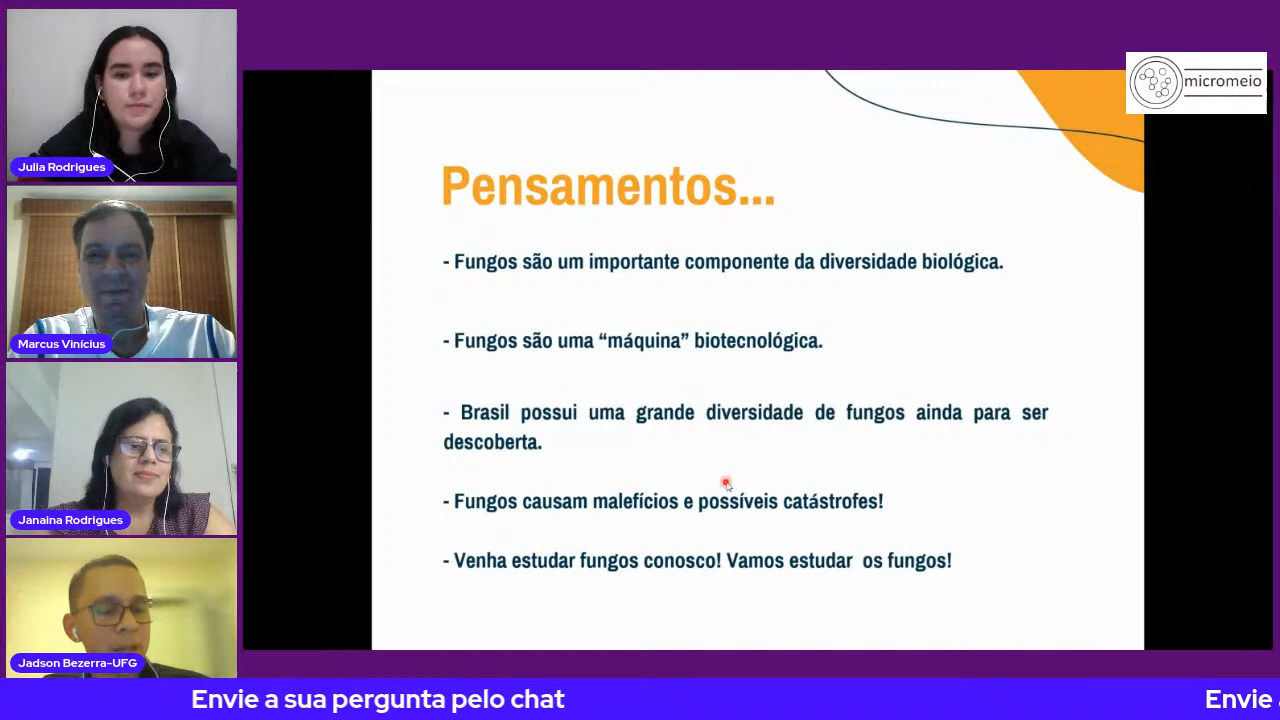 Julia Rodrigues
Marcus Vinícius
Janaina Rodrigues
Jadson Bezerra-UFG
micromeio
Pensamentos...
- Fungos são um importante componente da diversidade biológica.
- Fungos são uma “máquina” biotecnológica.
- Brasil possui uma grande diversidade de fungos ainda para ser
descoberta.
- Fungos causam malefícios e possíveis catástrofes!
- Venha estudar fungos conosco! Vamos estudar os fungos!
Envie a sua pergunta pelo chat
Envie